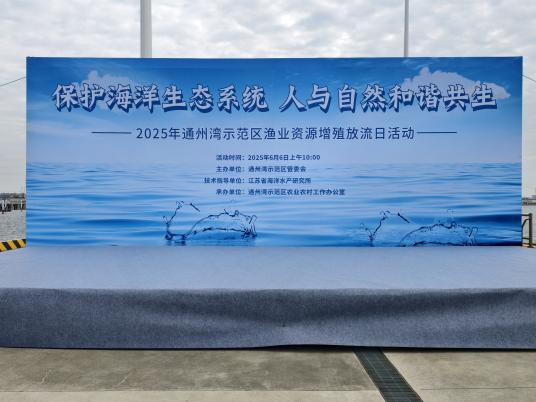 保护海洋生态系统 人与自然和谐共生
2025年通州湾示范区渔业资源增殖放流日活动
活动时间：2025年6月6日上午10:00
主办单位：通州湾示范区管委会
技术指导单位：江苏省海洋水产研究所
承办单位：通州湾示范区农业农村工作办公室